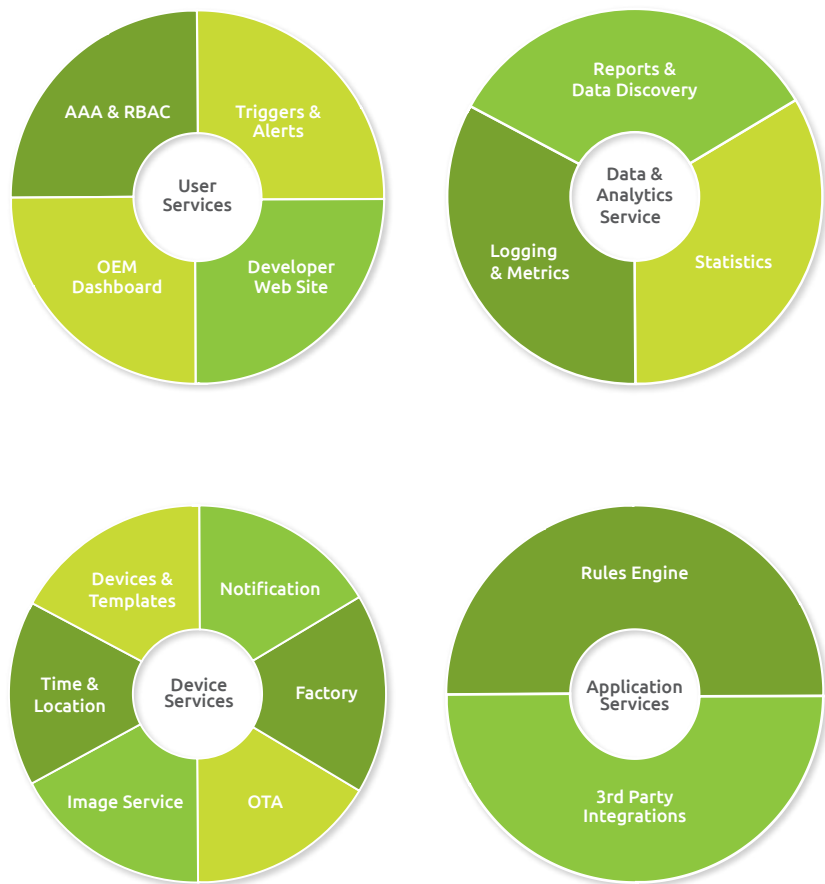 AAA & RBAC
Triggers &
Alerts
User
Services
OEM
Dashboard
Developer
Web Site
Reports &
Data Discovery
Data &
Analytics
Service
Logging
& Metrics
Statistics
Devices &
Templates
Notification
Time &
Location
Device
Services
Factory
Image Service
OTA
Rules Engine
Application
Services
3rd Party
Integrations